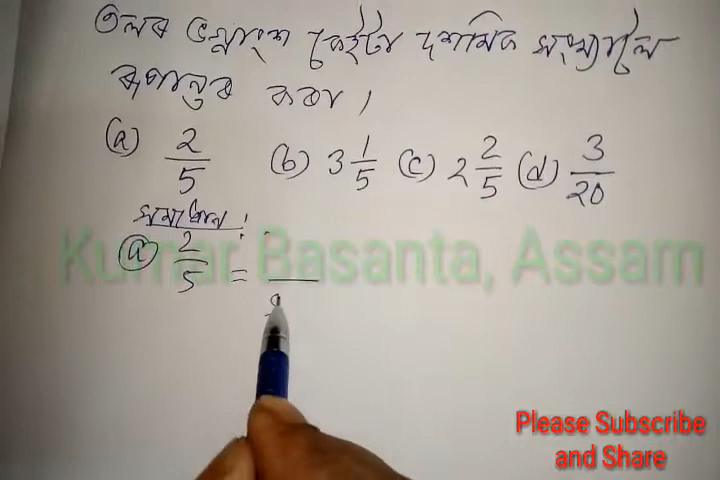 তলৰ ভগ্নাংশ কেইটা দশমিক সংখ্যালৈ
ৰূপান্তৰ কৰা ।
(a) 2/5 (b) 3 1/5 (c) 2 2/5 (d) 3/20
সমাধান :
(a) 2/5 =
Kumar Basanta, Assam
Please Subscribe
and Share